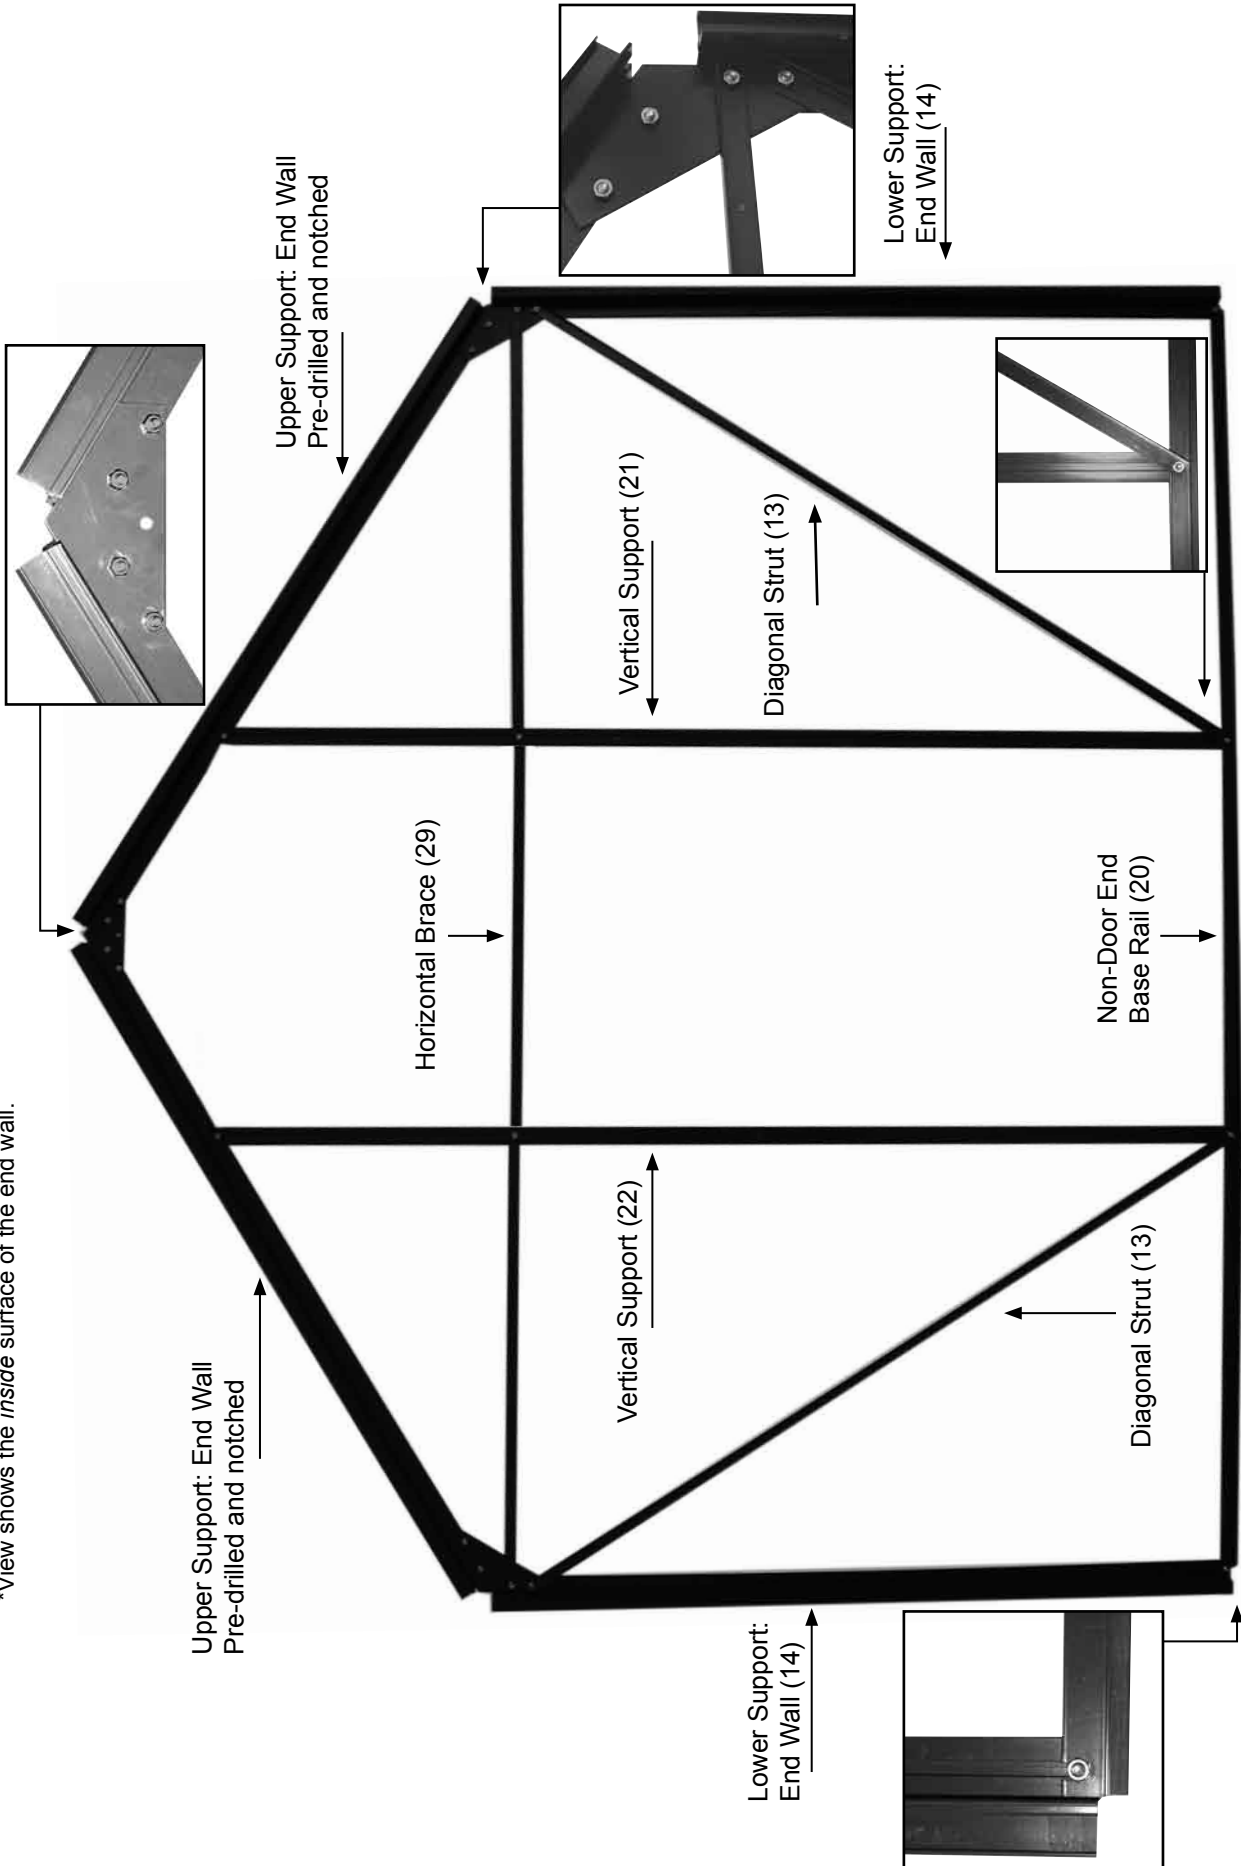 *View shows the inside surface of the end wall.
Upper Support: End Wall
Pre-drilled and notched
Upper Support: End Wall
Pre-drilled and notched
Horizontal Brace (29)
Vertical Support (22)
Vertical Support (21)
Diagonal Strut (13)
Lower Support:
End Wall (14)
Lower Support:
End Wall (14)
Non-Door End
Base Rail (20)
Diagonal Strut (13)